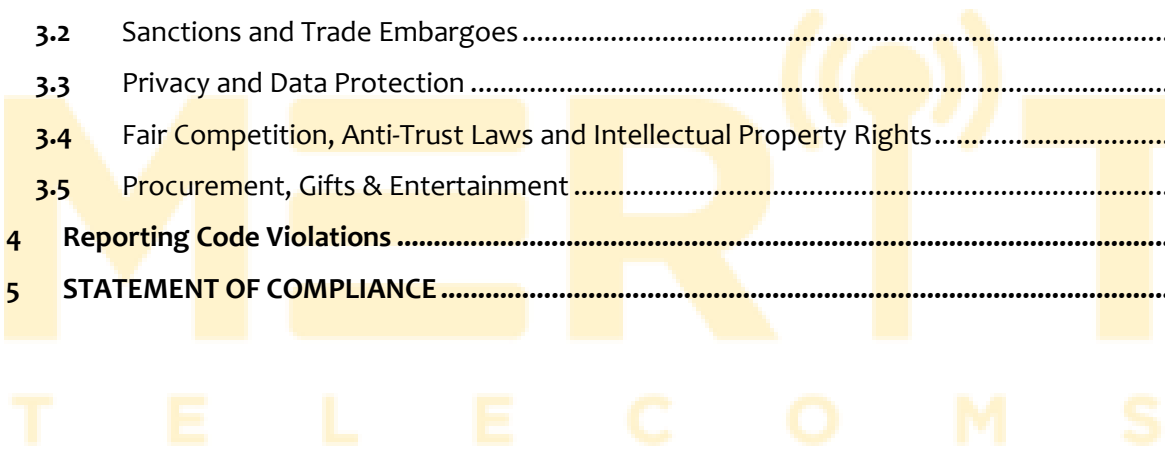 3.2 Sanctions and Trade Embargoes ........................................................................
3.3 Privacy and Data Protection ........................................................................
3.4 Fair Competition, Anti-Trust Laws and Intellectual Property Rights................................
3.5 Procurement, Gifts & Entertainment ........................................................................
4 Reporting Code Violations ........................................................................
5 STATEMENT OF COMPLIANCE ........................................................................
MERIT
TELECOMS